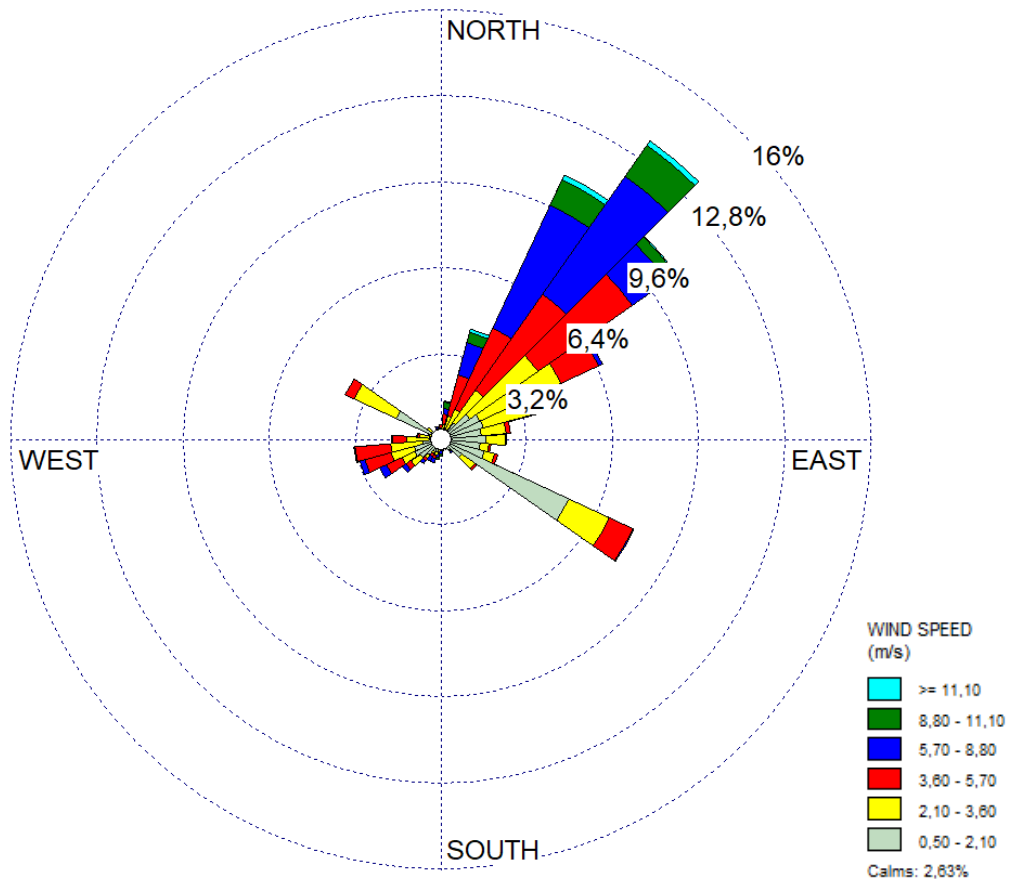 NORTH
16%
12,8%
9,6%
6,4%
3,2%
WEST
EAST
SOUTH
WIND SPEED
(m/s)
>= 11,10
8,80 - 11,10
5,70 - 8,80
3,60 - 5,70
2,10 - 3,60
0,50 - 2,10
Calms: 2,63%